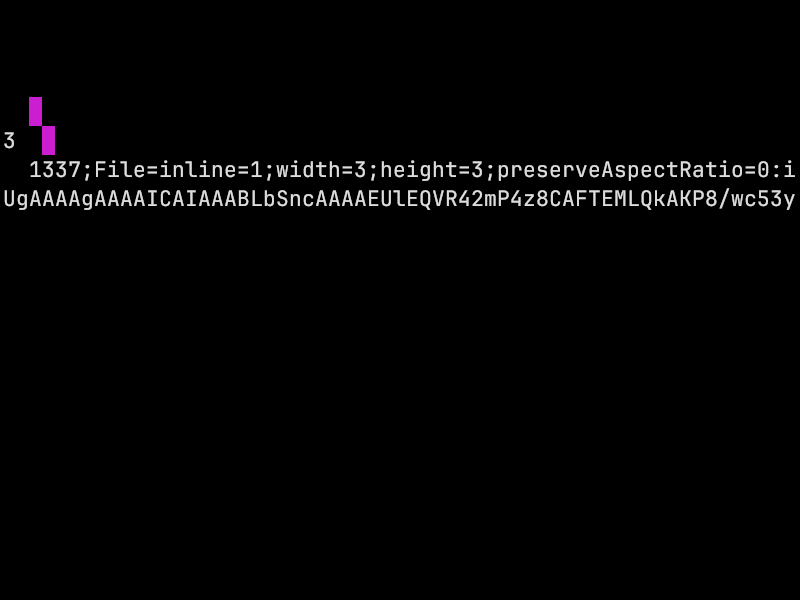 3
1337;File=inline=1;width=3;height=3;preserveAspectRatio=0:i
UgAAAAgAAAAICAIAAABLbSncAAAAEUlEQVR42mP4z8CAFTEMLQkAKP8/wc53y